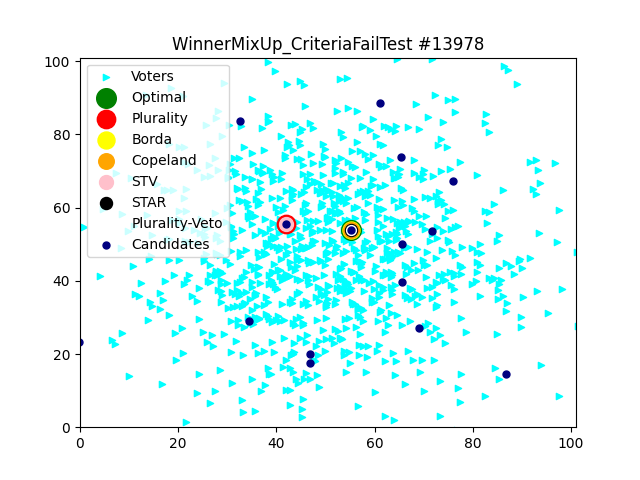 WinnerMixUp_CriteriaFailTest #13978
100
80
60
40
20
0
Voters
Optimal
Plurality
Borda
Copeland
STV
STAR
Plurality-Veto
Candidates
0 20 40 60 80 100